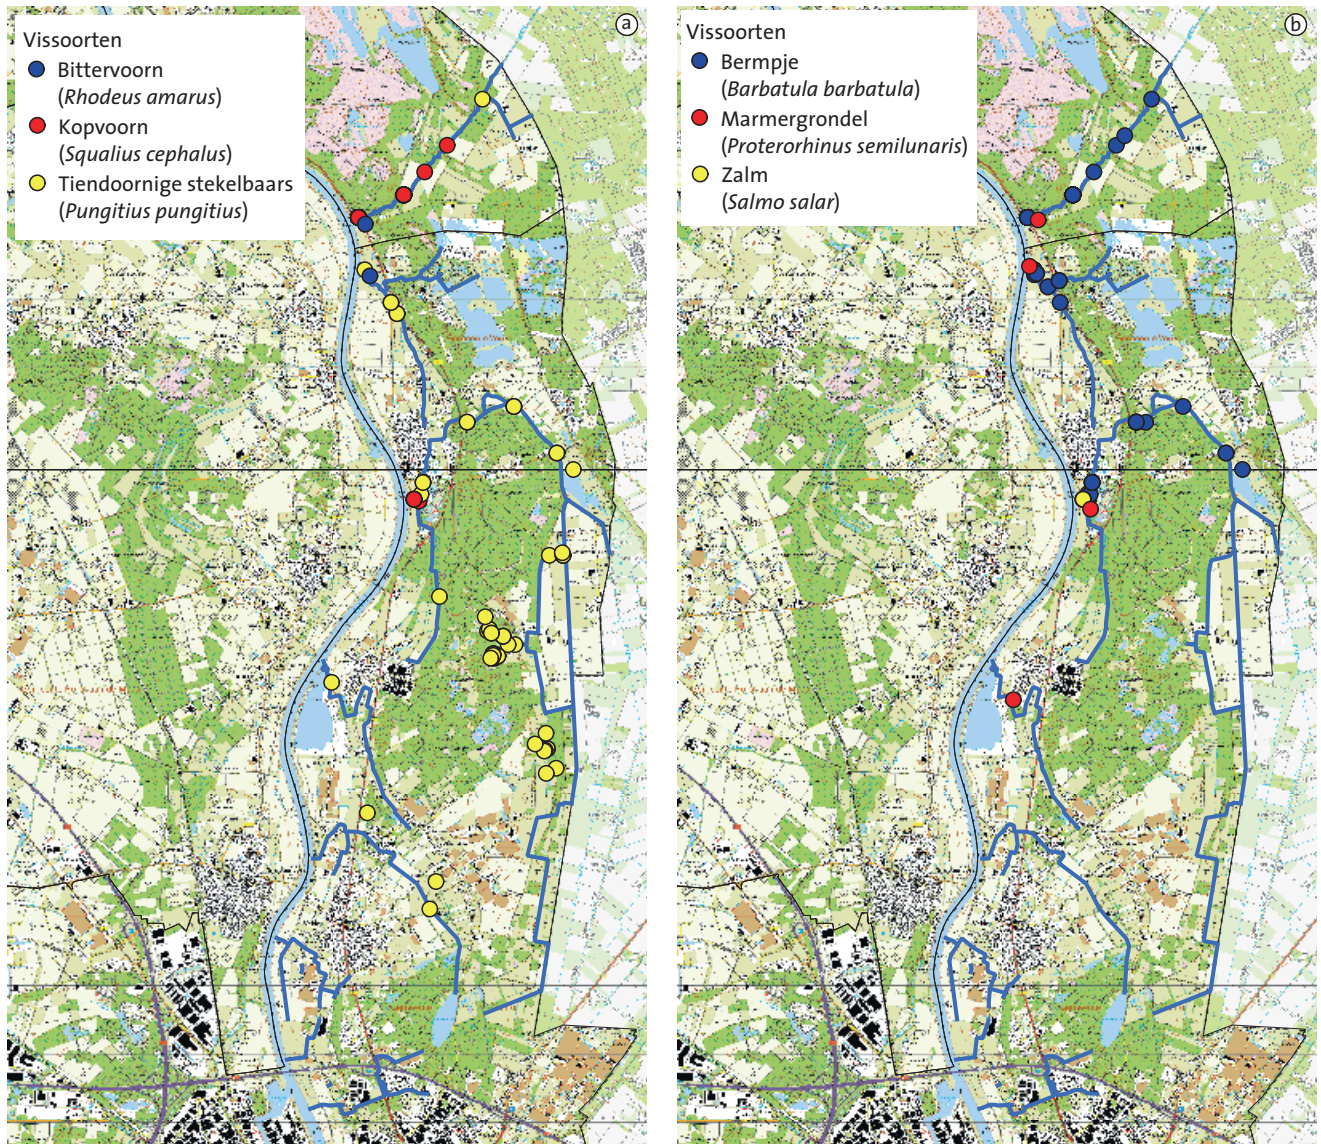 Vissoorten
Bittervoorn
(Rhodeus amarus)
Kopvoorn
(Squalius cephalus)
Tiendoornige stekelbaars
(Pungitius pungitius)
a
Vissoorten
Bermpje
(Barbatula barbatula)
Marmergrondel
(Proterorhinus semilunaris)
Zalm
(Salmo salar)
b